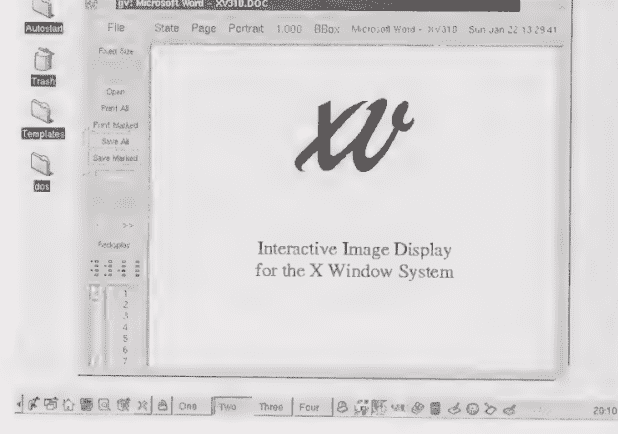 gv: Microsoft Word - XV310.DOC
File State Page Portrait 1.000 BBox Microsoft Word - XV310 Sun Jan 22 13 29 41
Autostart
Fixed Size
Trash
Open
Print All
Print Marked
Templates
Save All
Save Marked
dos
xv
>>
Redisplay
Interactive Image Display
for the X Window System
1
2
3
4
5
6
7
One Two Three Four 20:10